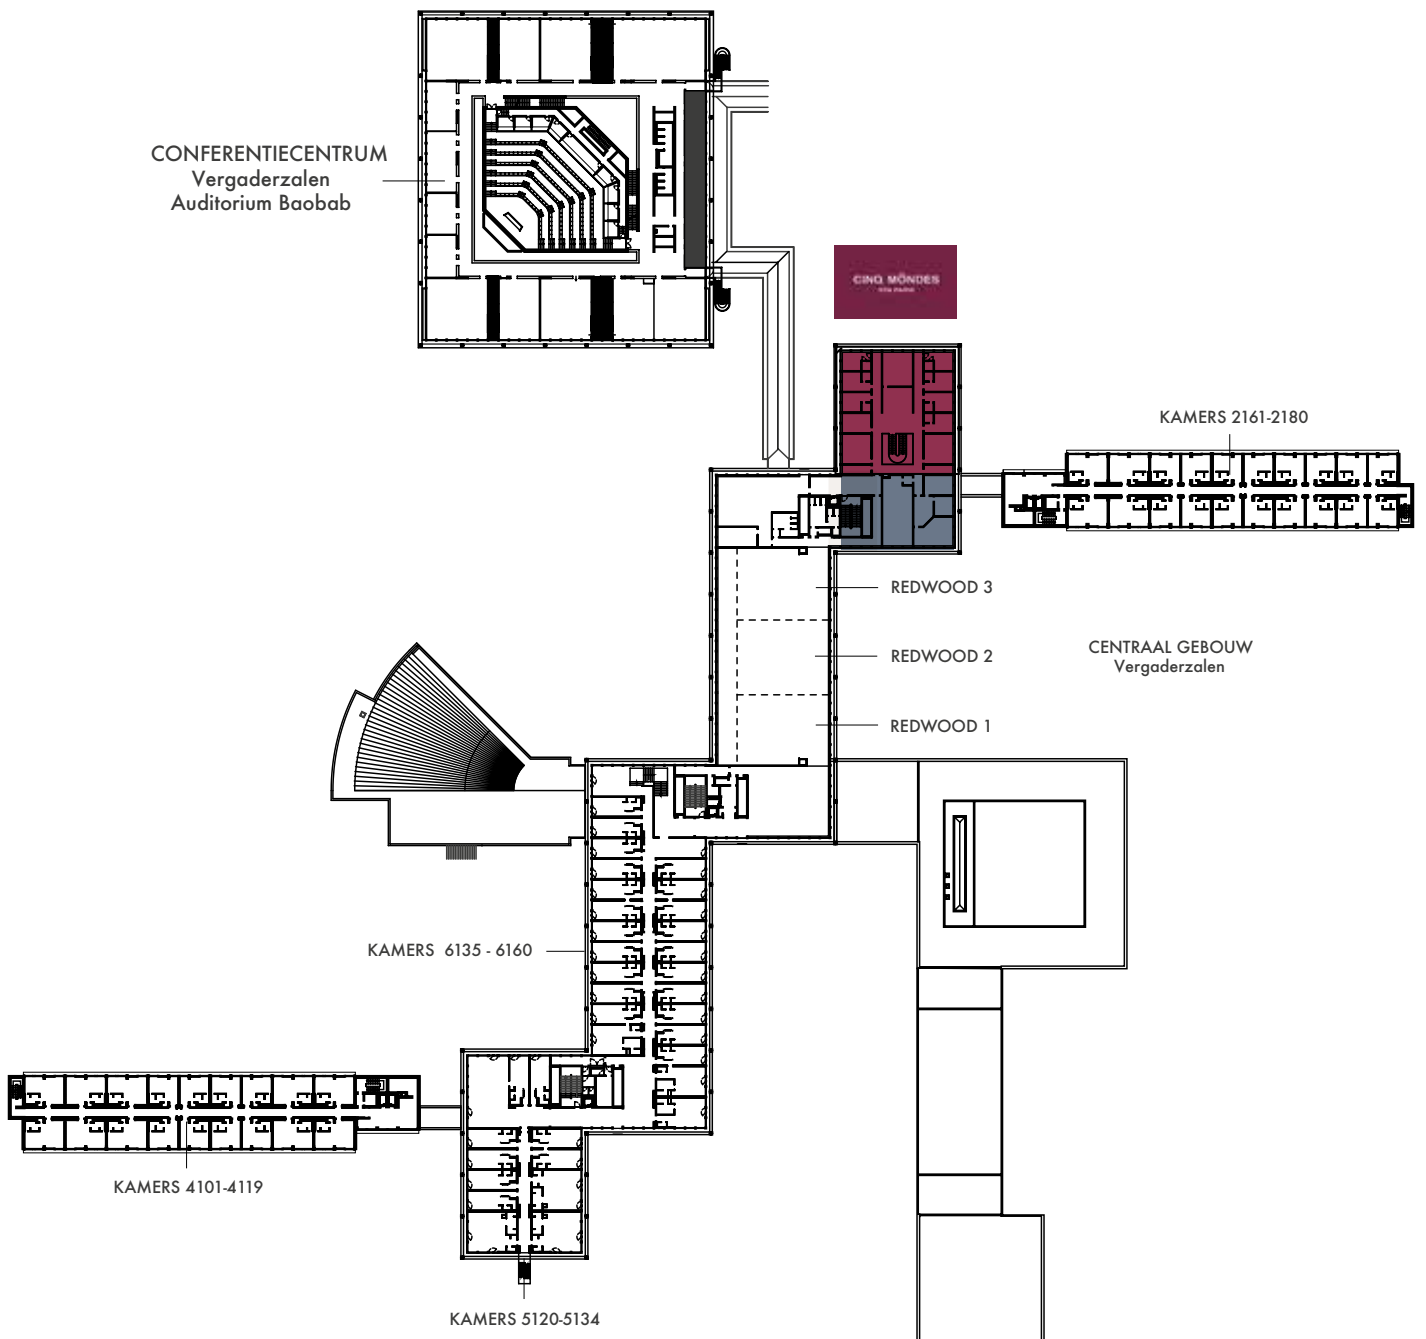 CONFERENTIECENTRUM
Vergaderzalen
Auditorium Baobab
CINQ MÕNDES
KAMERS 2161-2180
REDWOOD 3
REDWOOD 2
REDWOOD 1
CENTRAAL GEBOUW
Vergaderzalen
KAMERS 6135 - 6160
KAMERS 4101-4119
KAMERS 5120-5134